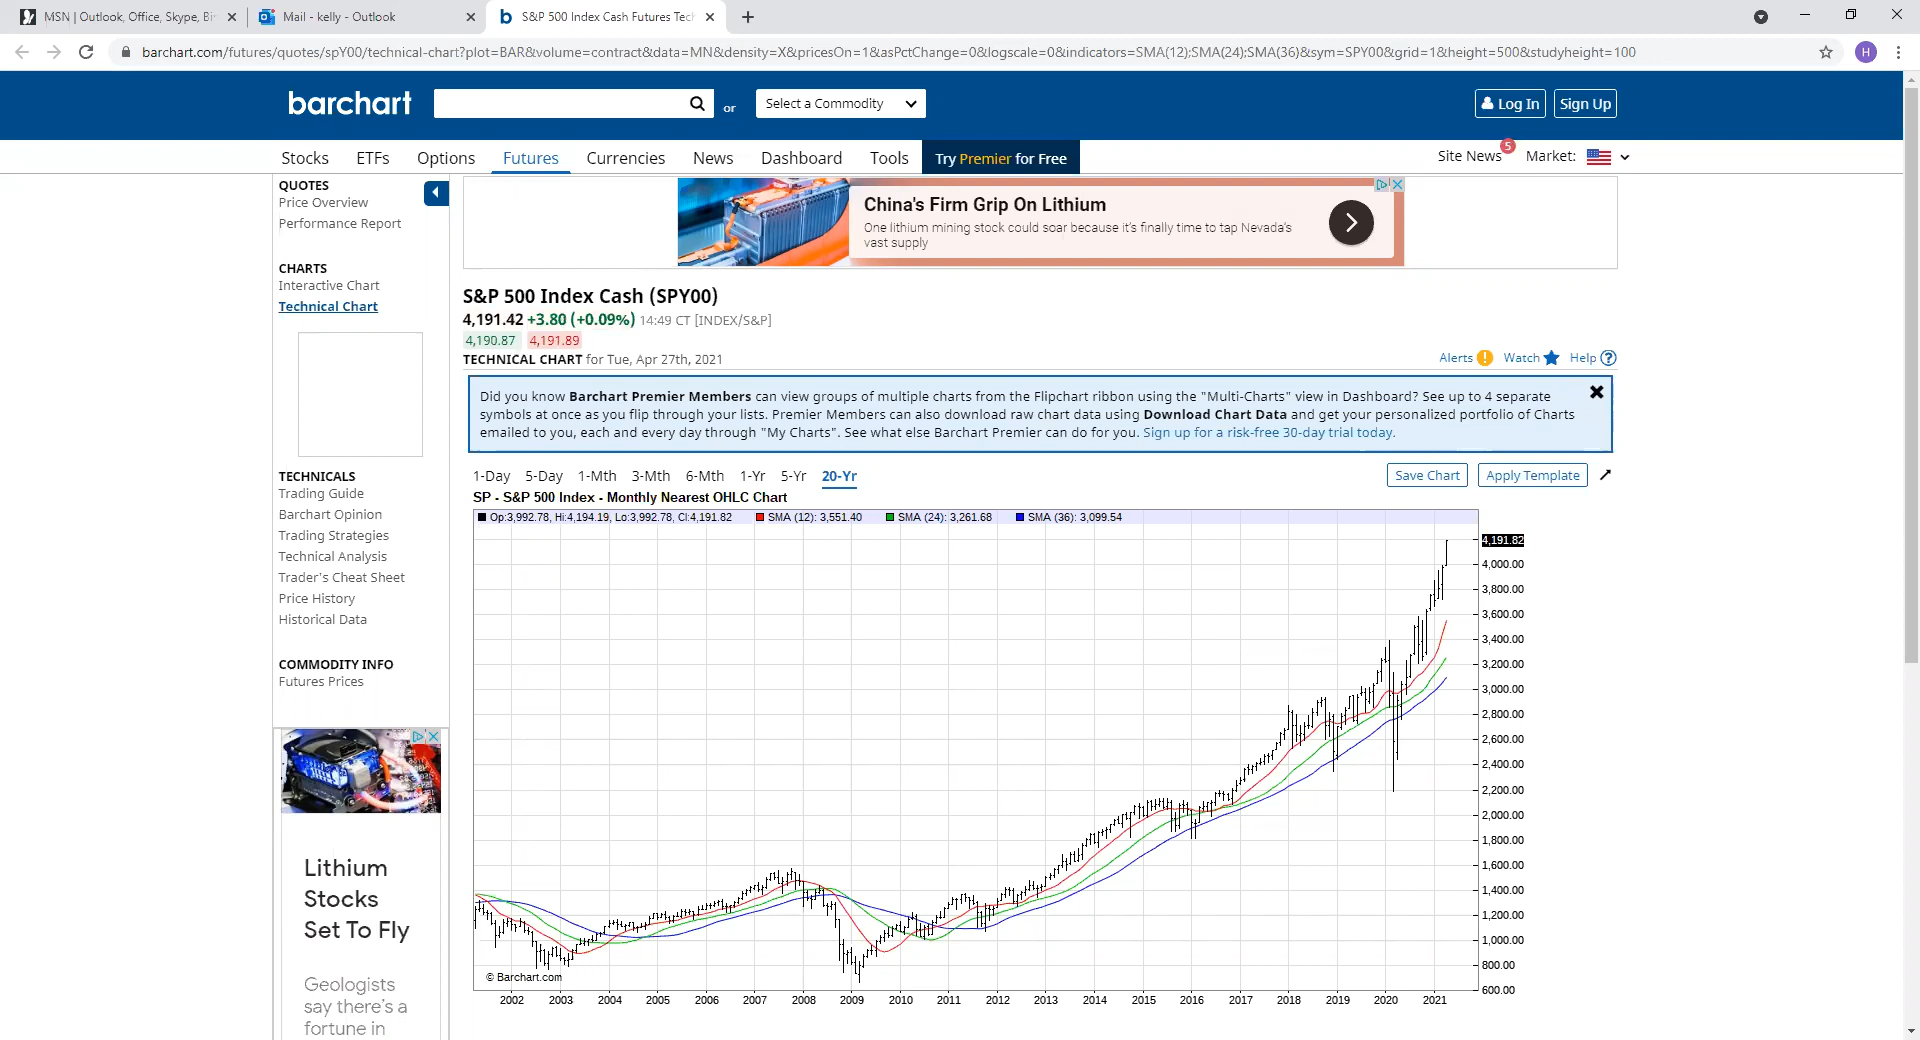 MSN | Outlook, Office, Skype, Bi
Mail - kelly - Outlook
S&P 500 Index Cash Futures Tech
barchart.com/futures/quotes/spY00/technical-chart?plot=BAR&volume=contract&data=MN&density=X&pricesOn=1&asPctChange=0&logscale=0&indicators=SMA(12);SMA(24);SMA(36)&sym=SPY00&grid=1&height=500&studyheight=100
H
barchart
or
Select a Commodity
Log In
Sign Up
Stocks
ETFs
Options
Futures
Currencies
News
Dashboard
Tools
Try Premier for Free
Site News
5
Market:
QUOTES
Price Overview
Performance Report
CHARTS
Interactive Chart
Technical Chart
TECHNICALS
Trading Guide
Barchart Opinion
Trading Strategies
Technical Analysis
Trader's Cheat Sheet
Price History
Historical Data
COMMODITY INFO
Futures Prices
Lithium
Stocks
Set To Fly
Geologists
say there's a
fortune in
China's Firm Grip On Lithium
One lithium mining stock could soar because it's finally time to tap Nevada's
vast supply
S&P 500 Index Cash (SPY00)
4,191.42 +3.80 (+0.09%) 14:49 CT [INDEX/S&P]
4,190.87 4,191.89
TECHNICAL CHART for Tue, Apr 27th, 2021
Alerts
Watch
Help
Did you know Barchart Premier Members can view groups of multiple charts from the Flipchart ribbon using the "Multi-Charts" view in Dashboard? See up to 4 separate
symbols at once as you flip through your lists. Premier Members can also download raw chart data using Download Chart Data and get your personalized portfolio of Charts
emailed to you, each and every day through "My Charts". See what else Barchart Premier can do for you. Sign up for a risk-free 30-day trial today.
1-Day 5-Day 1-Mth 3-Mth 6-Mth 1-Yr 5-Yr 20-Yr
Save Chart
Apply Template
SP - S&P 500 Index - Monthly Nearest OHLC Chart
Op:3,992.78, Hi:4,194.19, Lo:3,992.78, Cl:4,191.82 SMA (12): 3,551.40 SMA (24): 3,261.68 SMA (36): 3,099.54
4,191.82
4,000.00
3,800.00
3,600.00
3,400.00
3,200.00
3,000.00
2,800.00
2,600.00
2,400.00
2,200.00
2,000.00
1,800.00
1,600.00
1,400.00
1,200.00
1,000.00
800.00
600.00
© Barchart.com
2002 2003 2004 2005 2006 2007 2008 2009 2010 2011 2012 2013 2014 2015 2016 2017 2018 2019 2020 2021